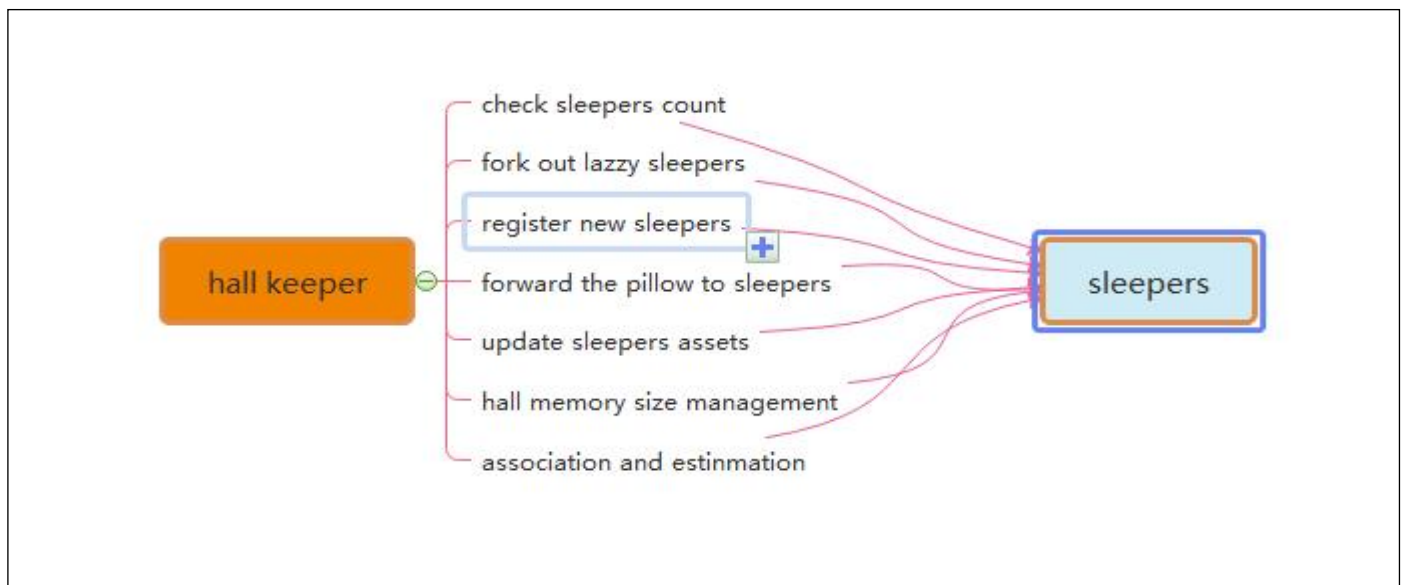 check sleepers count
fork out lazzy sleepers
register new sleepers
hall keeper
forward the pillow to sleepers
sleepers
update sleepers assets
hall memory size management
association and estinmation